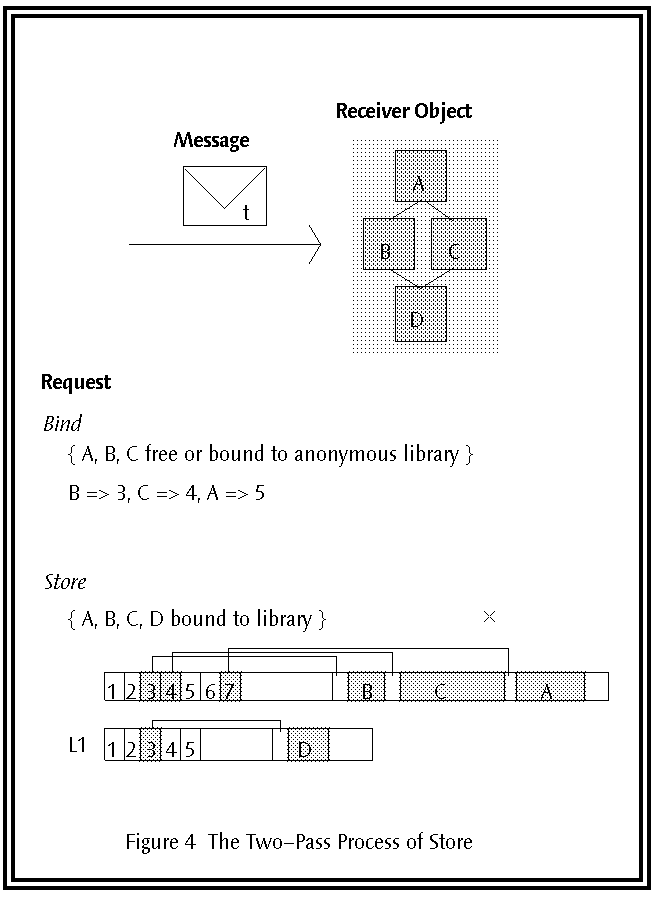 Receiver Object
Message
t
A
B C
D
Request
Bind
{ A, B, C free or bound to anonymous library }
B => 3, C => 4, A => 5
Store
{ A, B, C, D bound to library } ×
1 2 3 4 5 6 7 B C A
L1 1 2 3 4 5 D
Figure 4 The Two–Pass Process of Store